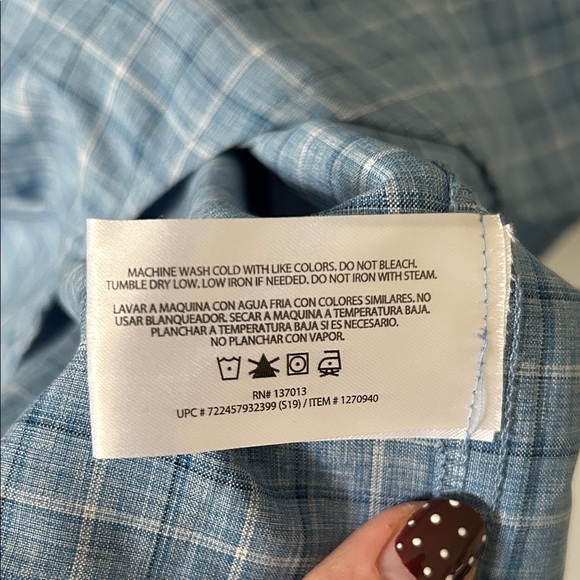 MACHINE WASH COLD WITH LIKE COLORS. DO NOT BLEACH.
TUMBLE DRY LOW. LOW IRON IF NEEDED. DO NOT IRON WITH STEAM.
LAVAR A MAQUINA CON AGUA FRIA CON COLORES SIMILARES. NO
USAR BLANQUEADOR. SECAR A MAQUINA A TEMPERATURA BAJA.
PLANCHAR A TEMPERATURA BAJA SI ES NECESARIO.
NO PLANCHAR CON VAPOR.
RN# 137013
UPC # 722457932399 (S19) / ITEM # 1270940